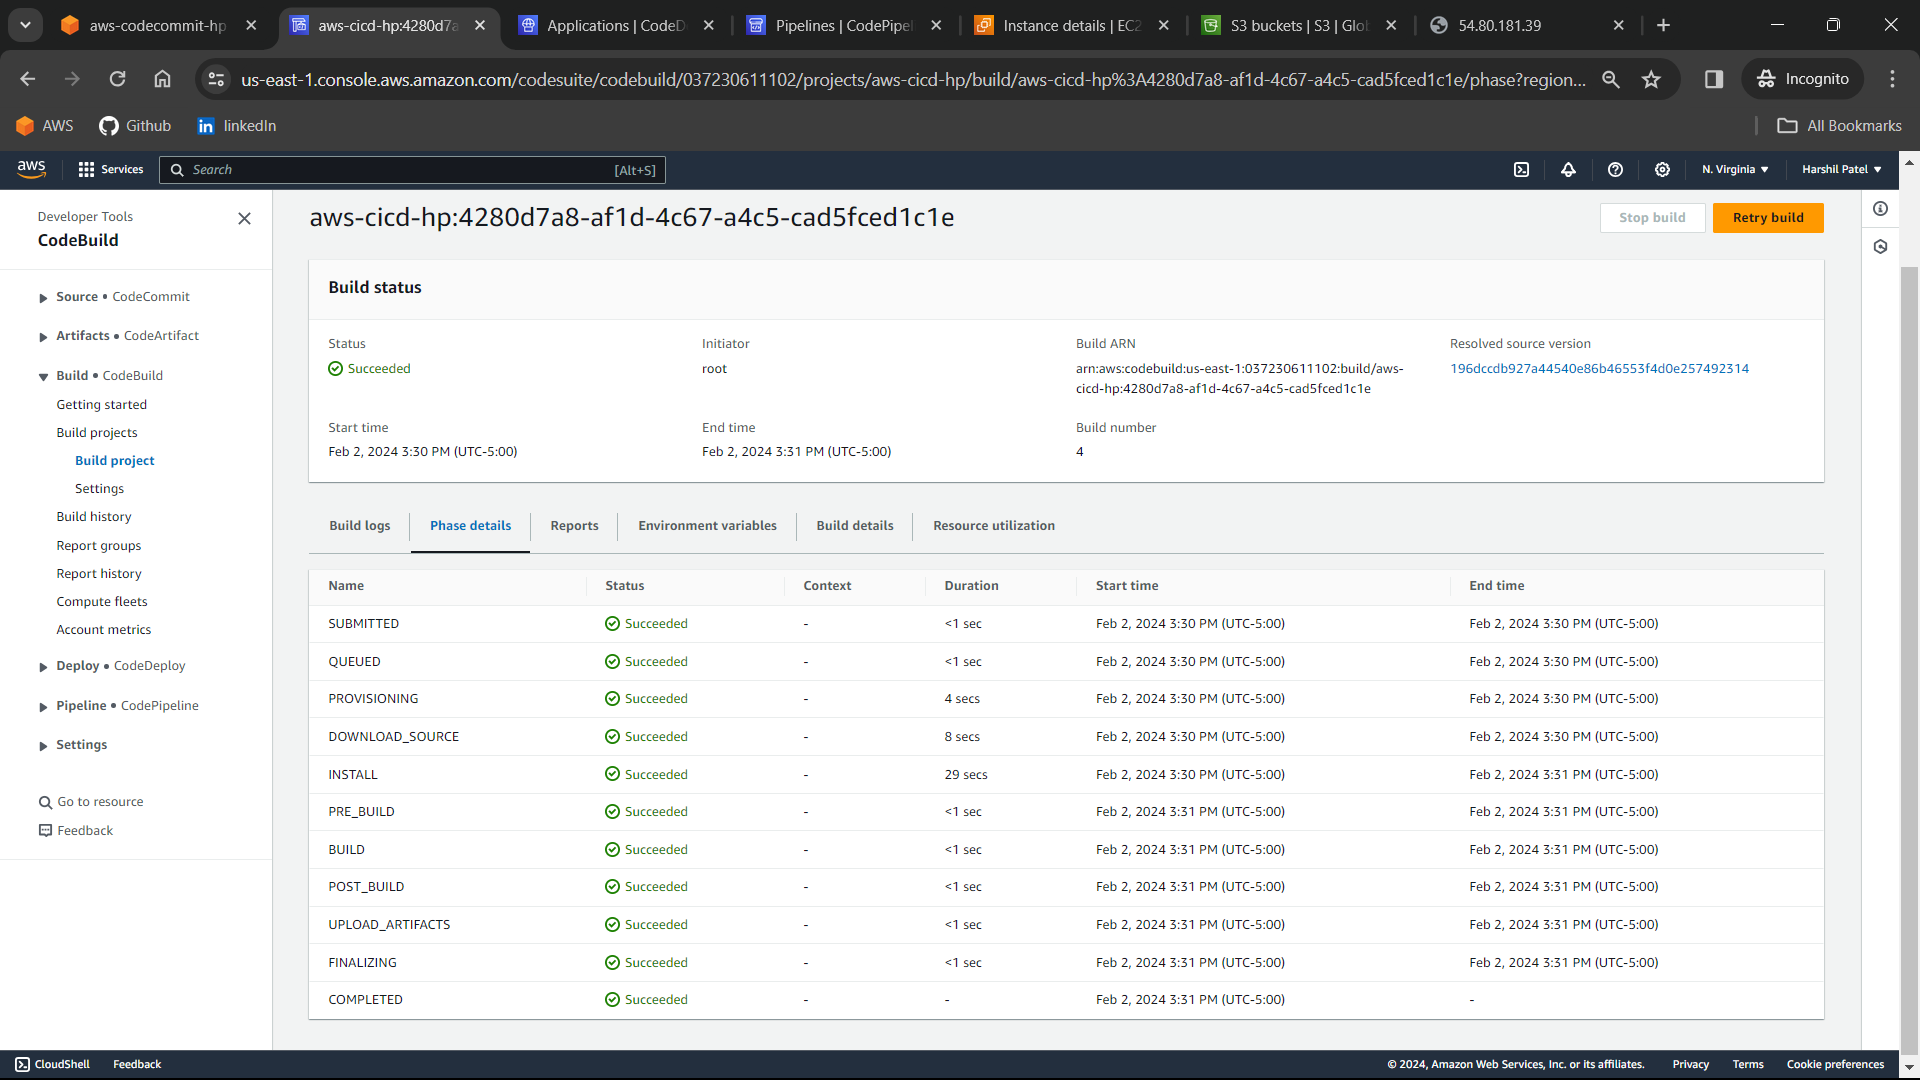 aws-codecommit-hp
aws-cicd-hp:4280d7a
Applications | CodeD
Pipelines | CodePipel
Instance details | EC2
S3 buckets | S3 | Glo
54.80.181.39
us-east-1.console.aws.amazon.com/codesuite/codebuild/037230611102/projects/aws-cicd-hp/build/aws-cicd-hp%3A4280d7a8-af1d-4c67-a4c5-cad5fced1c1e/phase?region...
Incognito
AWS
Github
linkedIn
All Bookmarks
aws
Services
Search
[Alt+S]
N. Virginia
Harshil Patel
Developer Tools
CodeBuild
Source • CodeCommit
Artifacts • CodeArtifact
Build • CodeBuild
Getting started
Build projects
Build project
Settings
Build history
Report groups
Report history
Compute fleets
Account metrics
Deploy • CodeDeploy
Pipeline • CodePipeline
Settings
Go to resource
Feedback
aws-cicd-hp:4280d7a8-af1d-4c67-a4c5-cad5fced1c1e
Stop build
Retry build
Build status
Status
Succeeded
Initiator
root
Build ARN
arn:aws:codebuild:us-east-1:037230611102:build/aws-
cicd-hp:4280d7a8-af1d-4c67-a4c5-cad5fced1c1e
Resolved source version
196dccdb927a44540e86b46553f4d0e257492314
Start time
Feb 2, 2024 3:30 PM (UTC-5:00)
End time
Feb 2, 2024 3:31 PM (UTC-5:00)
Build number
4
Build logs
Phase details
Reports
Environment variables
Build details
Resource utilization
Name Status Context Duration Start time End time
SUBMITTED Succeeded - <1 sec Feb 2, 2024 3:30 PM (UTC-5:00) Feb 2, 2024 3:30 PM (UTC-5:00)
QUEUED Succeeded - <1 sec Feb 2, 2024 3:30 PM (UTC-5:00) Feb 2, 2024 3:30 PM (UTC-5:00)
PROVISIONING Succeeded - 4 secs Feb 2, 2024 3:30 PM (UTC-5:00) Feb 2, 2024 3:30 PM (UTC-5:00)
DOWNLOAD_SOURCE Succeeded - 8 secs Feb 2, 2024 3:30 PM (UTC-5:00) Feb 2, 2024 3:30 PM (UTC-5:00)
INSTALL Succeeded - 29 secs Feb 2, 2024 3:30 PM (UTC-5:00) Feb 2, 2024 3:31 PM (UTC-5:00)
PRE_BUILD Succeeded - <1 sec Feb 2, 2024 3:31 PM (UTC-5:00) Feb 2, 2024 3:31 PM (UTC-5:00)
BUILD Succeeded - <1 sec Feb 2, 2024 3:31 PM (UTC-5:00) Feb 2, 2024 3:31 PM (UTC-5:00)
POST_BUILD Succeeded - <1 sec Feb 2, 2024 3:31 PM (UTC-5:00) Feb 2, 2024 3:31 PM (UTC-5:00)
UPLOAD_ARTIFACTS Succeeded - <1 sec Feb 2, 2024 3:31 PM (UTC-5:00) Feb 2, 2024 3:31 PM (UTC-5:00)
FINALIZING Succeeded - <1 sec Feb 2, 2024 3:31 PM (UTC-5:00) Feb 2, 2024 3:31 PM (UTC-5:00)
COMPLETED Succeeded - - Feb 2, 2024 3:31 PM (UTC-5:00) -
CloudShell
Feedback
© 2024, Amazon Web Services, Inc. or its affiliates.
Privacy
Terms
Cookie preferences